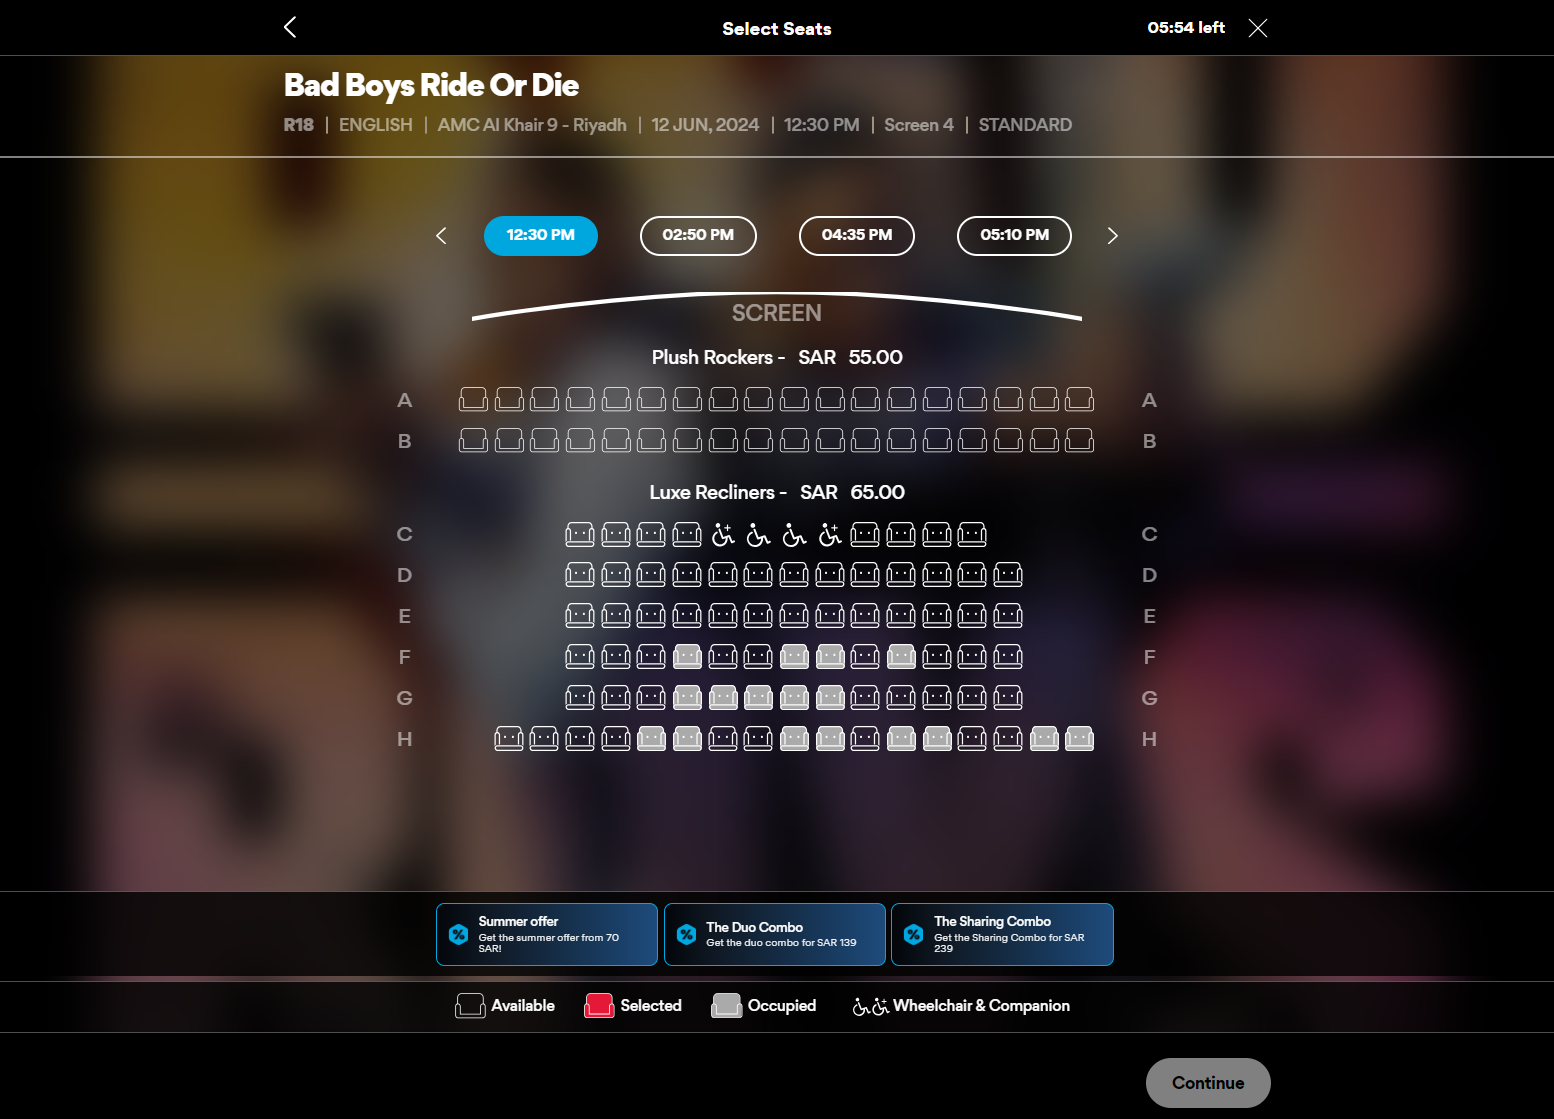 Select Seats
05:54 left
Bad Boys Ride Or Die
R18 | ENGLISH | AMC Al Khair 9 - Riyadh | 12 JUN, 2024 | 12:30 PM | Screen 4 | STANDARD
12:30 PM 02:50 PM 04:35 PM 05:10 PM
SCREEN
Plush Rockers - SAR 55.00
A A
B B
Luxe Recliners - SAR 65.00
C C
D D
E E
F F
G G
H H
Summer offer
Get the summer offer from 70
SAR!
The Duo Combo
Get the duo combo for SAR 139
The Sharing Combo
Get the Sharing Combo for SAR
239
Available Selected Occupied Wheelchair & Companion
Continue